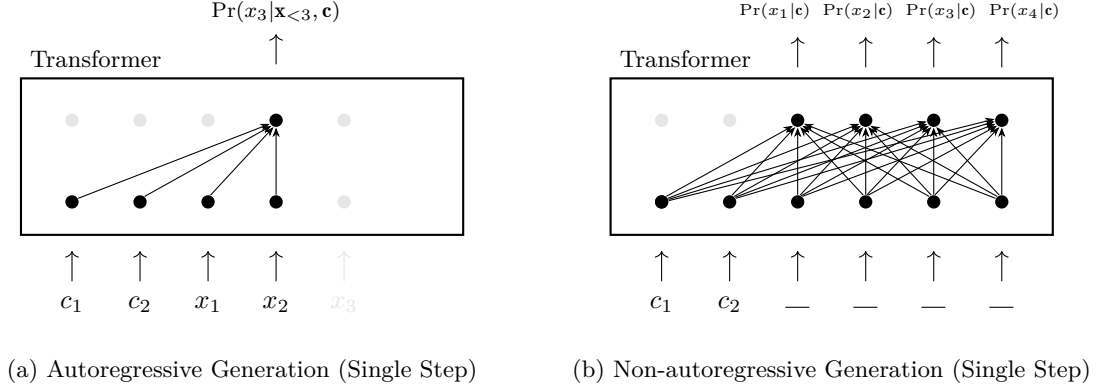 Pr(x₃|x<₃, c)
Transformer
c₁ c₂ x₁ x₂ x₃
(a) Autoregressive Generation (Single Step)
Pr(x₁|c) Pr(x₂|c) Pr(x₃|c) Pr(x₄|c)
Transformer
c₁ c₂ — — — —
(b) Non-autoregressive Generation (Single Step)